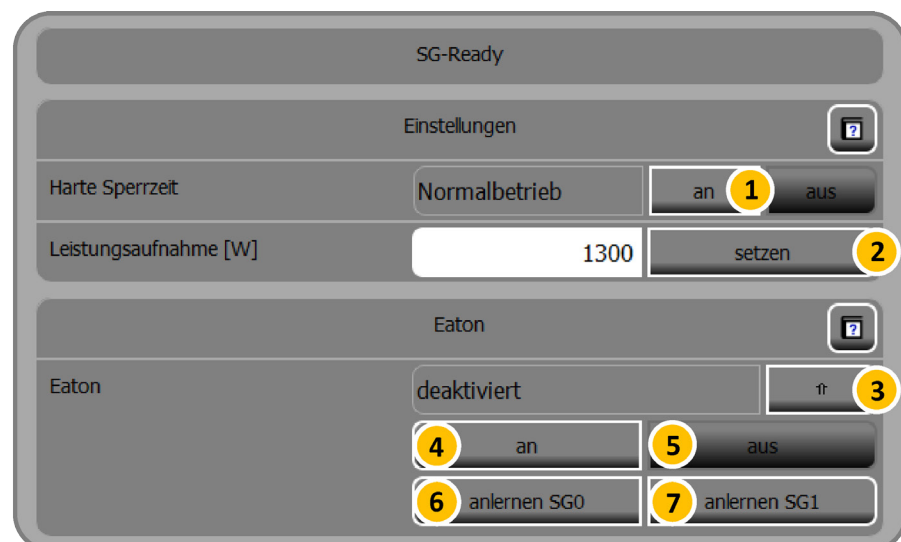 SG-Ready
Einstellungen ?
Harte Sperrzeit Normalbetrieb an 1 aus
Leistungsaufnahme [W] 1300 setzen 2
Eaton ?
Eaton deaktiviert ⇑ 3
4 an 5 aus
6 anlernen SG0 7 anlernen SG1